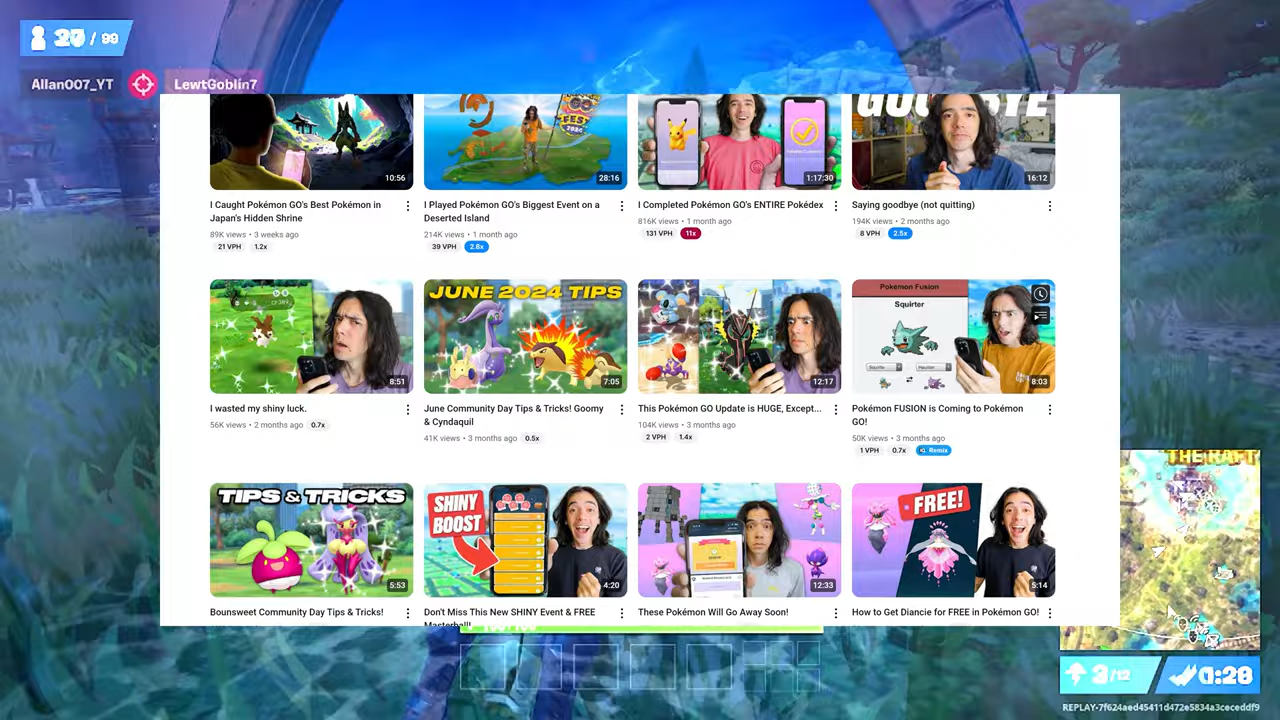 27 / 99
Allan007_YT LewtGoblin7
GO FEST 2024
GOODBYE
10:56 28:16 1:17:30 16:12
I Caught Pokémon GO's Best Pokémon in
Japan's Hidden Shrine
89K views • 3 weeks ago
21 VPH 1.2x
I Played Pokémon GO's Biggest Event on a
Deserted Island
214K views • 1 month ago
39 VPH 2.8x
I Completed Pokémon GO's ENTIRE Pokédex
816K views • 1 month ago
131 VPH 11x
Saying goodbye (not quitting)
194K views • 2 months ago
8 VPH 2.5x
8:51
I wasted my shiny luck.
56K views • 2 months ago 0.7x
JUNE 2024 TIPS
7:05
June Community Day Tips & Tricks! Goomy
& Cyndaquil
41K views • 3 months ago 0.5x
12:17
This Pokémon GO Update is HUGE, Except...
104K views • 3 months ago
2 VPH 1.4x
Pokémon Fusion
Squirter
8:03
Pokémon FUSION is Coming to Pokémon
GO!
50K views • 3 months ago
1 VPH 0.7x Remix
THE RAFT
TIPS & TRICKS
5:53
Bounsweet Community Day Tips & Tricks!
SHINY
BOOST
4:20
Don't Miss This New SHINY Event & FREE
Masterball!
12:33
These Pokémon Will Go Away Soon!
FREE!
5:14
How to Get Diancie for FREE in Pokémon GO!
3/12 0:28
REPLAY-7f624aed45411d472e5834a3ceceddf9